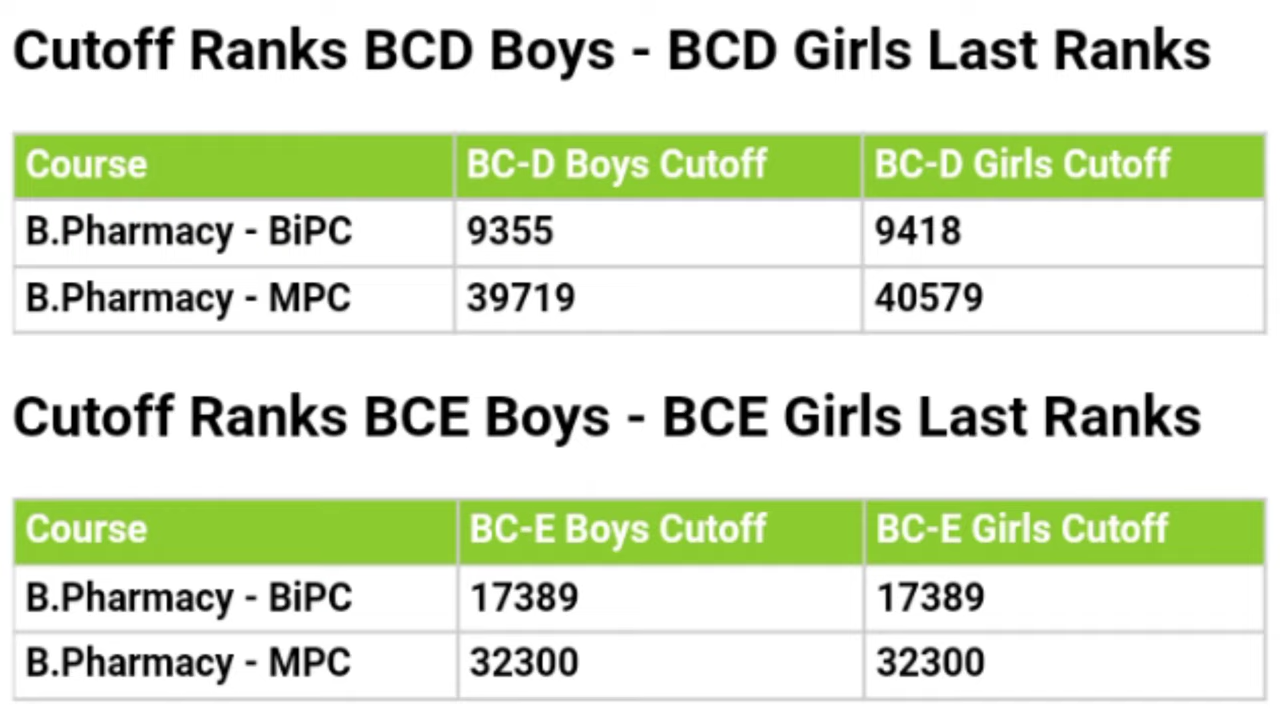 Cutoff Ranks BCD Boys - BCD Girls Last Ranks
Course BC-D Boys Cutoff BC-D Girls Cutoff
B.Pharmacy - BiPC 9355 9418
B.Pharmacy - MPC 39719 40579
Cutoff Ranks BCE Boys - BCE Girls Last Ranks
Course BC-E Boys Cutoff BC-E Girls Cutoff
B.Pharmacy - BiPC 17389 17389
B.Pharmacy - MPC 32300 32300